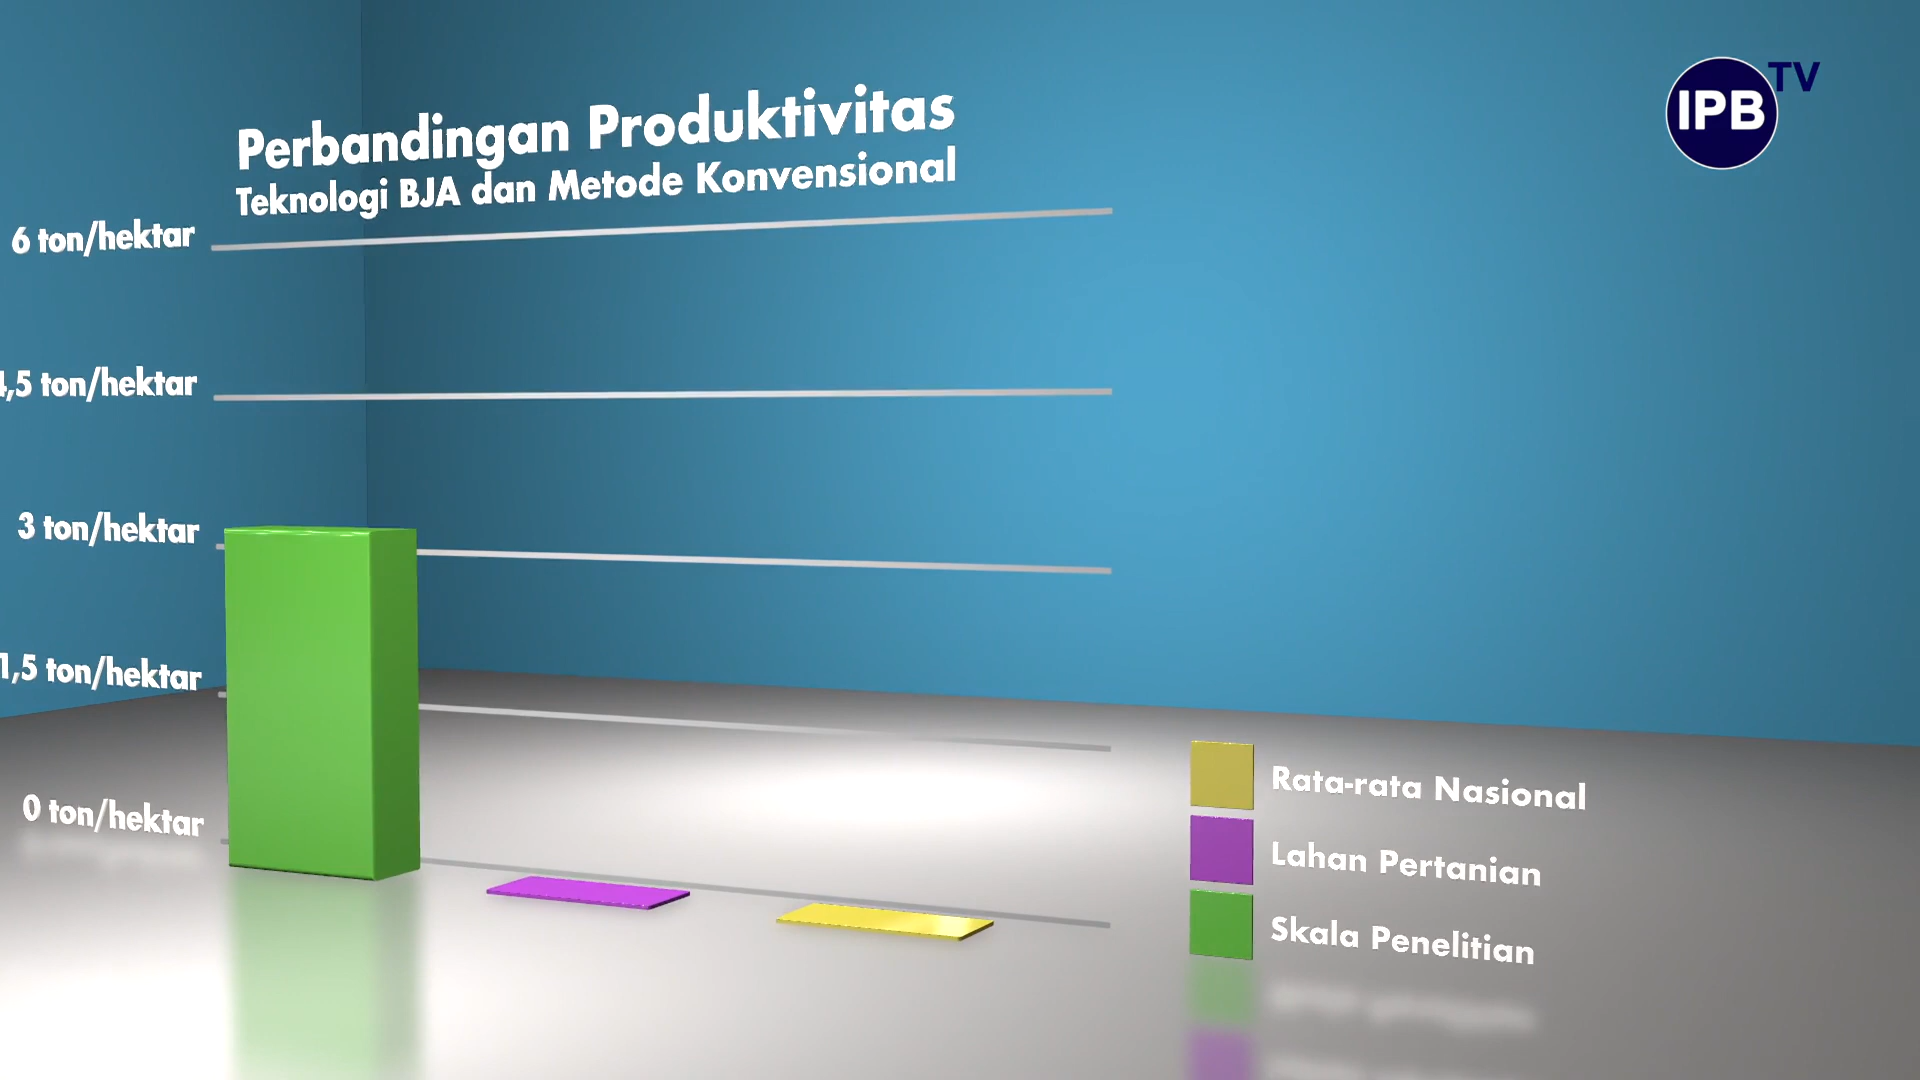 IPB TV
Perbandingan Produktivitas
Teknologi BJA dan Metode Konvensional
6 ton/hektar
4,5 ton/hektar
3 ton/hektar
1,5 ton/hektar
0 ton/hektar
Rata-rata Nasional
Lahan Pertanian
Skala Penelitian